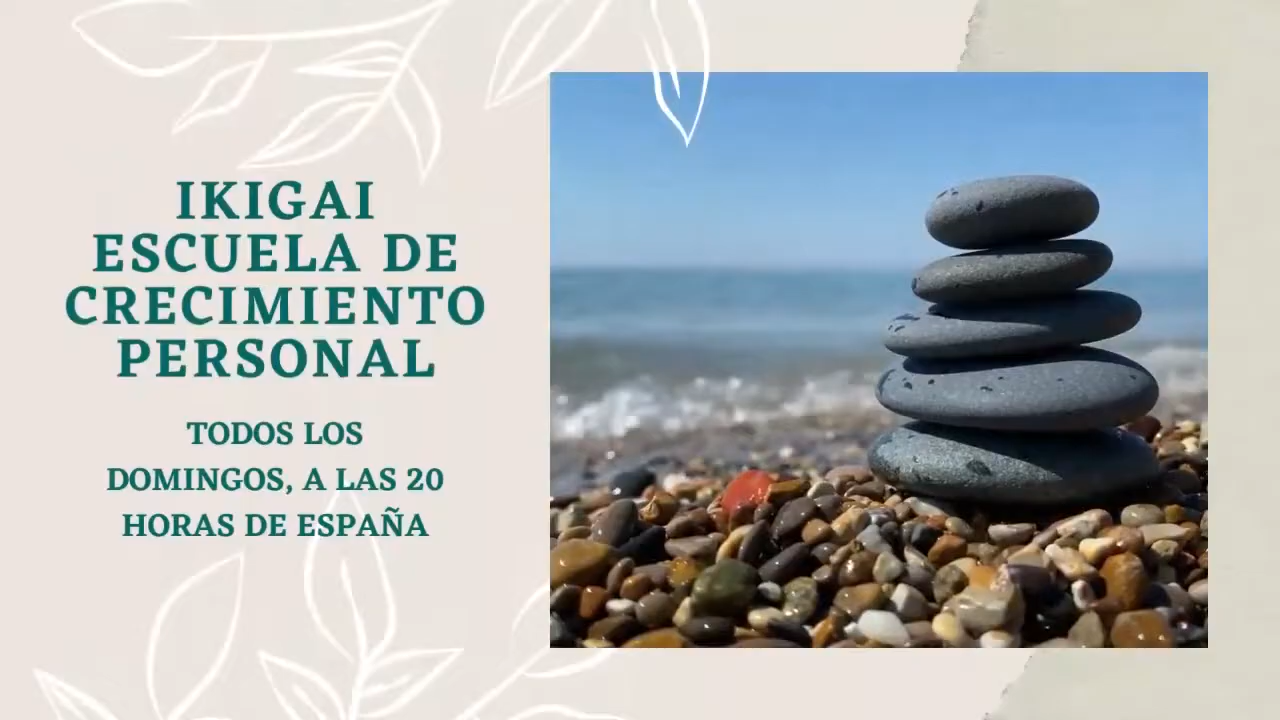 IKIGAI
ESCUELA DE
CRECIMIENTO
PERSONAL
TODOS LOS
DOMINGOS, A LAS 20
HORAS DE ESPAÑA